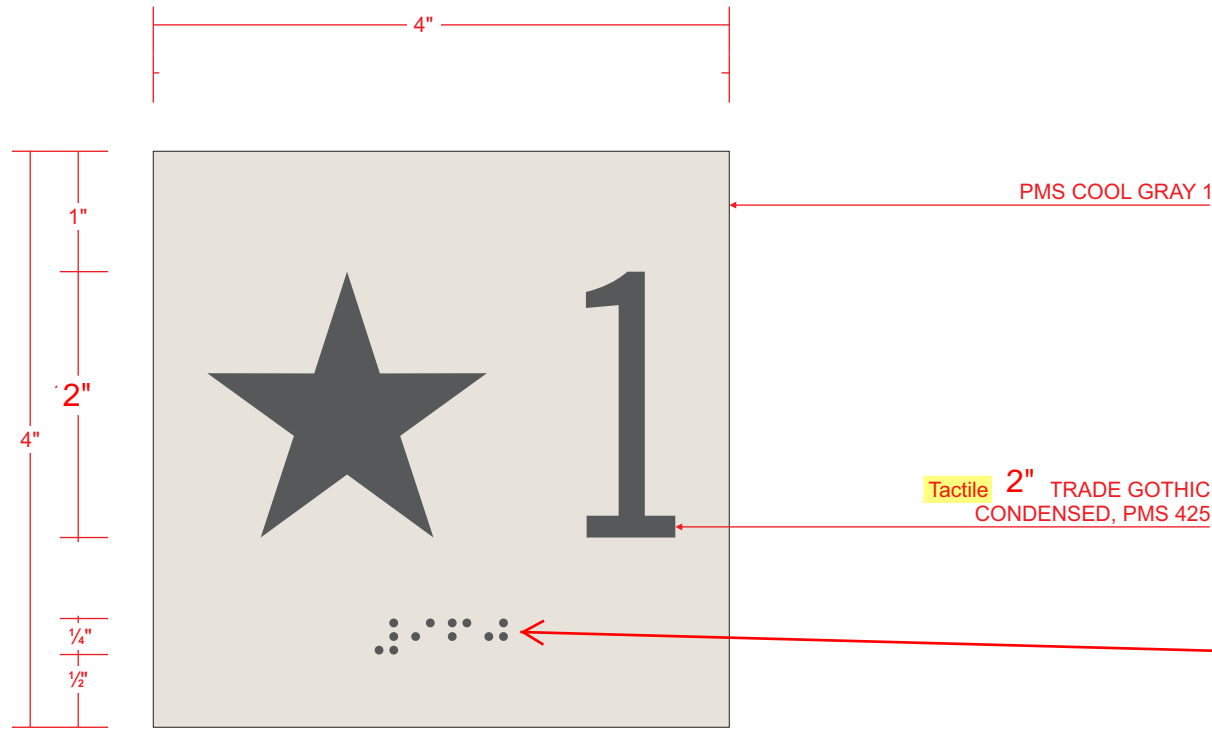 4"
1"
PMS COOL GRAY 1
2"
1
4"
Tactile 2" TRADE GOTHIC
CONDENSED, PMS 425
⠼⠊⠋⠚
¼"
½"